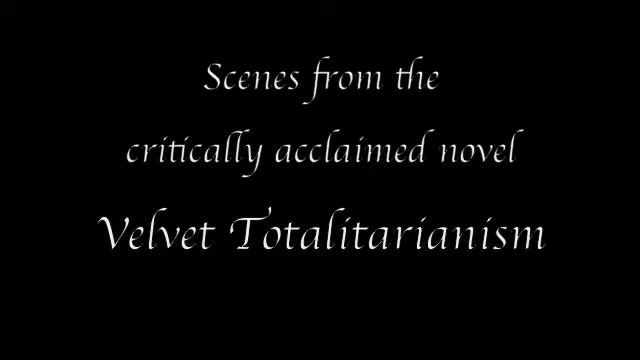 Scenes from the
critically acclaimed novel
Velvet Totalitarianism